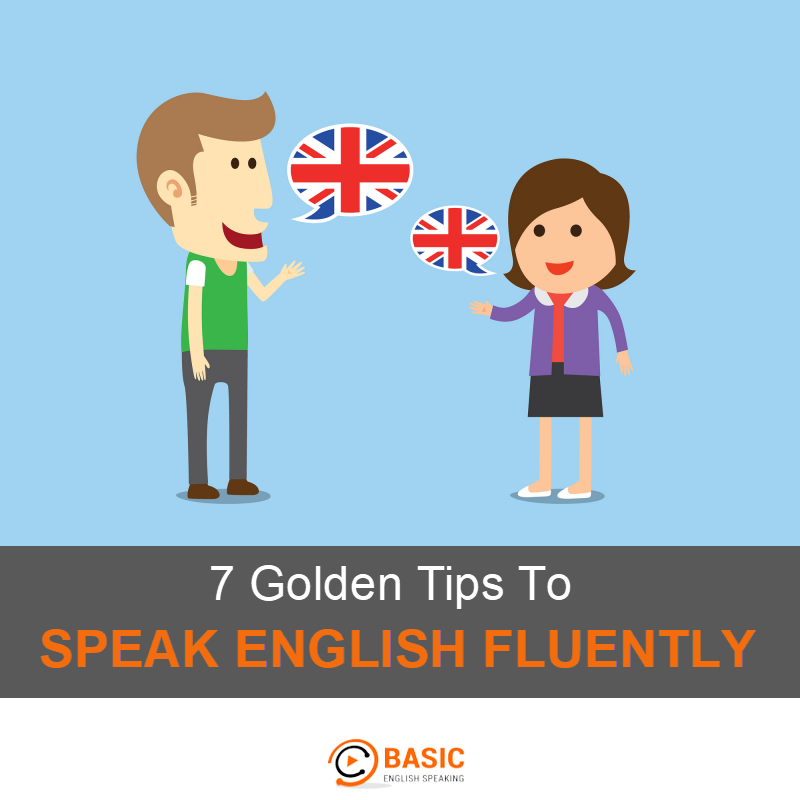 7 Golden Tips To
SPEAK ENGLISH FLUENTLY
BASIC
ENGLISH SPEAKING